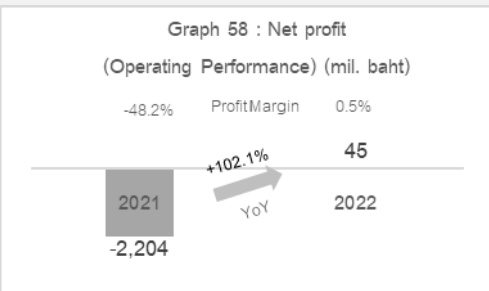 Graph 58 : Net profit
(Operating Performance) (mil. baht)
-48.2% ProfitMargin 0.5%
+102.1% 45
2021 YoY 2022
-2,204